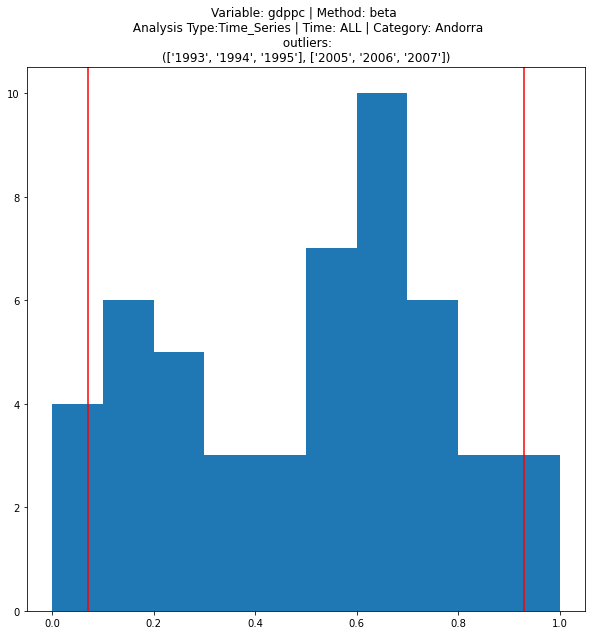 Variable: gdppc | Method: beta
Analysis Type:Time_Series | Time: ALL | Category: Andorra
outliers:
(['1993', '1994', '1995'], ['2005', '2006', '2007'])
10
8
6
4
2
0
0.0 0.2 0.4 0.6 0.8 1.0